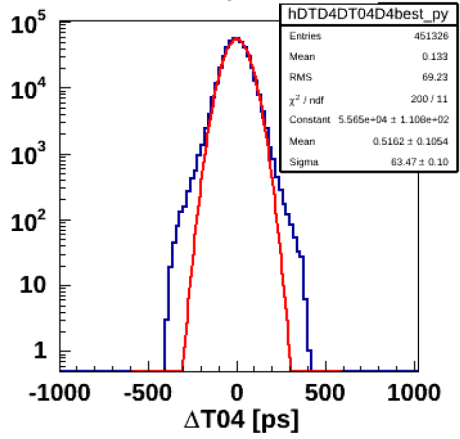 hDTD4DT04D4best_py
Entries 451326
Mean 0.133
RMS 69.23
χ² / ndf 200 / 11
Constant 5.565e+04 ± 1.108e+02
Mean 0.5162 ± 0.1054
Sigma 63.47 ± 0.10
10⁵
10⁴
10³
10²
10
1
-1000 -500 0 500 1000
ΔT04 [ps]